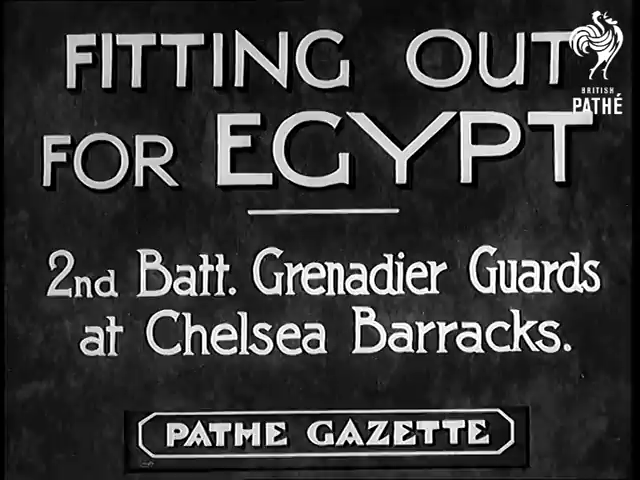 FITTING OUT
FOR EGYPT
2nd Batt. Grenadier Guards
at Chelsea Barracks.
PATHE GAZETTE
BRITISH
PATHÉ